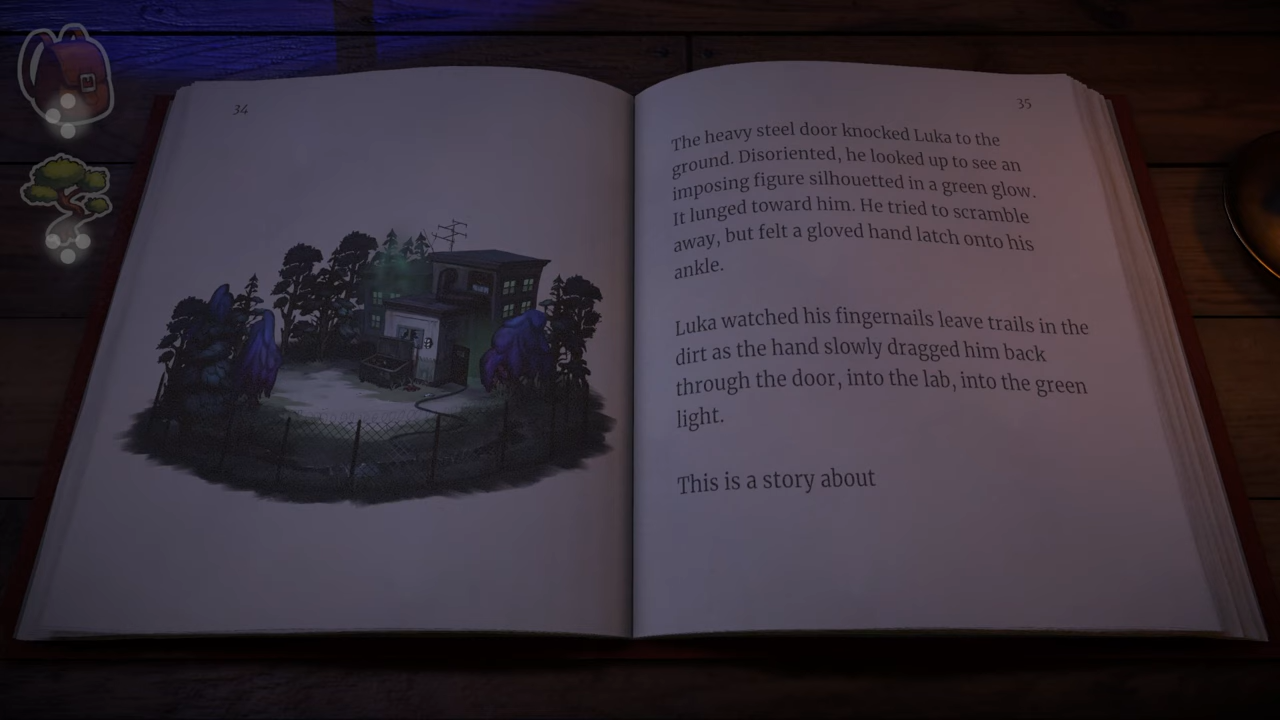 34
35
The heavy steel door knocked Luka to the
ground. Disoriented, he looked up to see an
imposing figure silhouetted in a green glow.
It lunged toward him. He tried to scramble
away, but felt a gloved hand latch onto his
ankle.
Luka watched his fingernails leave trails in the
dirt as the hand slowly dragged him back
through the door, into the lab, into the green
light.
This is a story about